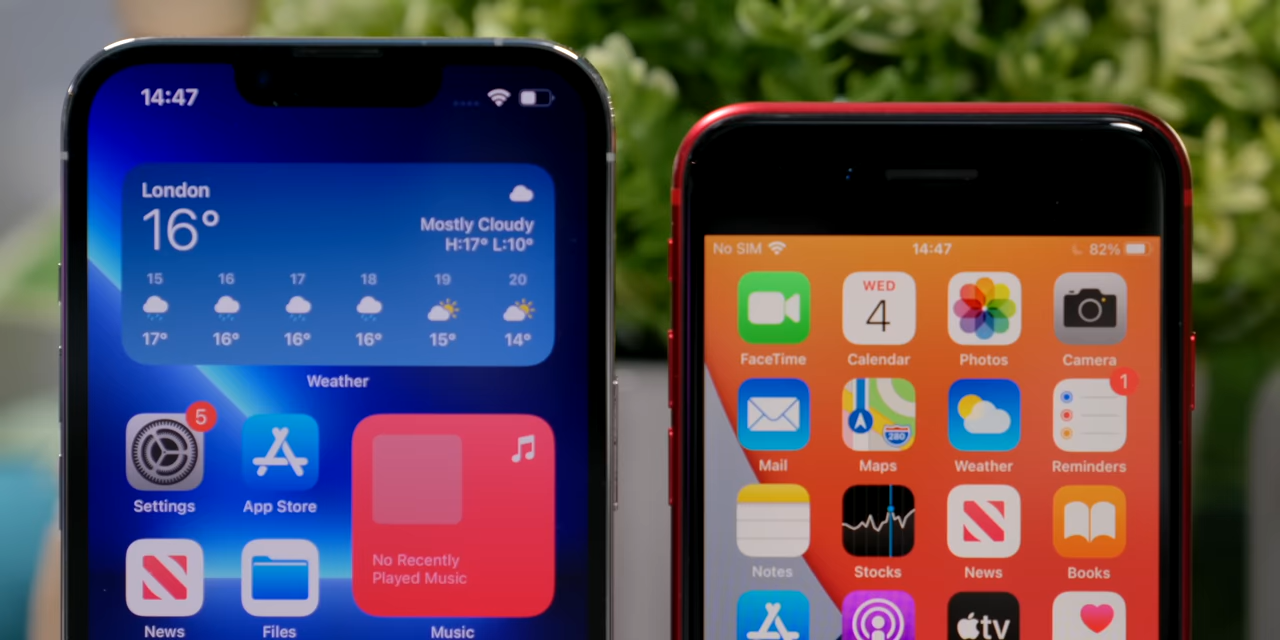 14:47
London
16°
Mostly Cloudy
H:17° L:10°
15 16 17 18 19 20
17° 16° 16° 16° 15° 14°
Weather
5
Settings App Store
No Recently
Played Music
News Files Music
No SIM 14:47 82%
WED
4
FaceTime Calendar Photos Camera
1
280
Mail Maps Weather Reminders
Notes Stocks News Books
tv